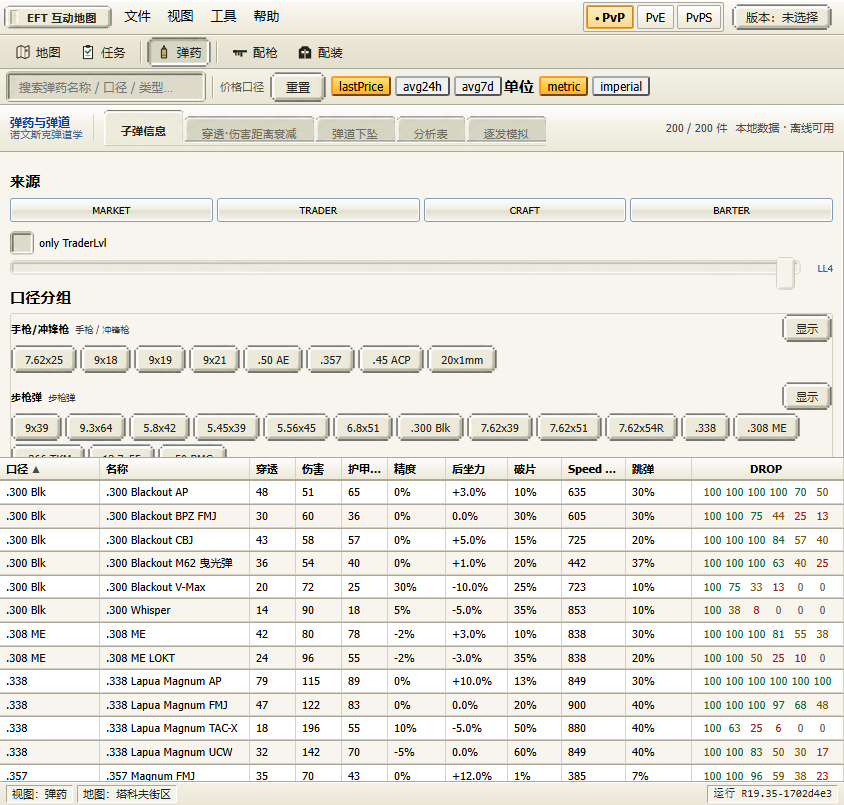 EFT 互动地图 文件 视图 工具 帮助 • PvP PvE PvPS 版本: 未选择
地图 任务 弹药 配枪 配装
搜索弹药名称 / 口径 / 类型... 价格口径 重置 lastPrice avg24h avg7d 单位 metric imperial
弹药与弹道
诺文斯克弹道学
子弹信息 穿透·伤害距离衰减 弹道下坠 分析表 逐发模拟 200 / 200 件 本地数据 · 离线可用
来源
MARKET TRADER CRAFT BARTER
only TraderLvl
LL4
口径分组
手枪/冲锋枪 手枪 / 冲锋枪 显示
7.62x25 9x18 9x19 9x21 .50 AE .357 .45 ACP 20x1mm
步枪弹 步枪弹 显示
9x39 9.3x64 5.8x42 5.45x39 5.56x45 6.8x51 .300 Blk 7.62x39 7.62x51 7.62x54R .338 .308 ME
.366 TKM 12.7x55 .50 BMG
口径 ▲ 名称 穿透 伤害 护甲... 精度 后坐力 破片 Speed ... 跳弹 DROP
.300 Blk .300 Blackout AP 48 51 65 0% +3.0% 10% 635 30% 100 100 100 100 70 50
.300 Blk .300 Blackout BPZ FMJ 30 60 36 0% 0.0% 30% 605 30% 100 100 75 44 25 13
.300 Blk .300 Blackout CBJ 43 58 57 0% +5.0% 15% 725 20% 100 100 100 84 57 40
.300 Blk .300 Blackout M62 曳光弹 36 54 40 0% +1.0% 20% 442 37% 100 100 100 63 40 25
.300 Blk .300 Blackout V-Max 20 72 25 30% -10.0% 25% 723 10% 100 75 33 13 0 0
.300 Blk .300 Whisper 14 90 18 5% -5.0% 35% 853 10% 100 38 8 0 0 0
.308 ME .308 ME 42 80 78 -2% +3.0% 10% 838 30% 100 100 100 81 55 38
.308 ME .308 ME LOKT 24 96 55 -2% -3.0% 35% 838 20% 100 100 50 25 10 0
.338 .338 Lapua Magnum AP 79 115 89 0% +10.0% 13% 849 30% 100 100 100 100 100 100
.338 .338 Lapua Magnum FMJ 47 122 83 0% 0.0% 20% 900 40% 100 100 100 97 68 48
.338 .338 Lapua Magnum TAC-X 18 196 55 10% -5.0% 50% 880 40% 100 63 25 6 0 0
.338 .338 Lapua Magnum UCW 32 142 70 -5% 0.0% 60% 849 40% 100 100 83 50 30 17
.357 .357 Magnum FMJ 35 70 43 0% +12.0% 1% 385 7% 100 100 96 59 38 23
视图: 弹药 地图: 塔科夫街区 运行 R19.35-1702d4e3